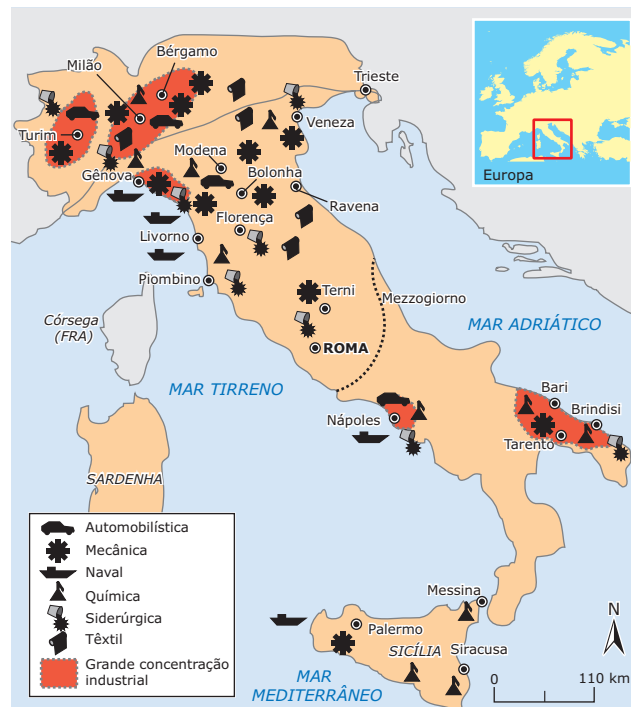 Bérgamo
Milão
Trieste
Turim
Veneza
Modena
Gênova
Bolonha
Ravena
Florença
Livorno
Piombino
Terni
Mezzogiorno
Córsega
(FRA)
ROMA
MAR ADRIÁTICO
MAR TIRRENO
Bari
Nápoles
Brindisi
Tarento
SARDENHA
Messina
Palermo
SICÍLIA
Siracusa
MAR
MEDITERRÂNEO
Europa
Automobilística
Mecânica
Naval
Química
Siderúrgica
Têxtil
Grande concentração
industrial
N
0
110 km